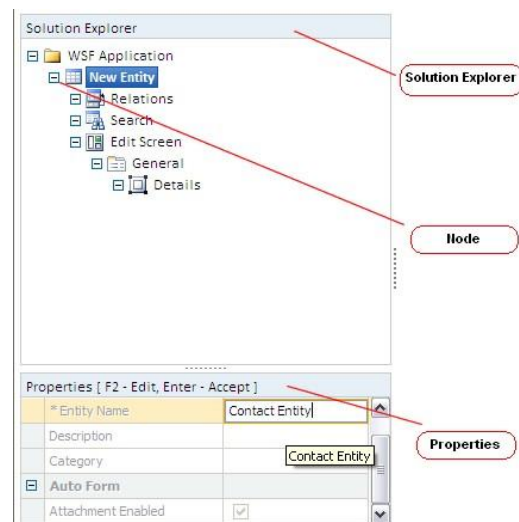 Solution Explorer
WSF Application
New Entity
Relations
Search
Edit Screen
General
Details
Solution Explorer
Node
Properties [ F2 - Edit, Enter - Accept ]
* Entity Name Contact Entity
Description
Category
Contact Entity
Auto Form
Attachment Enabled
Properties